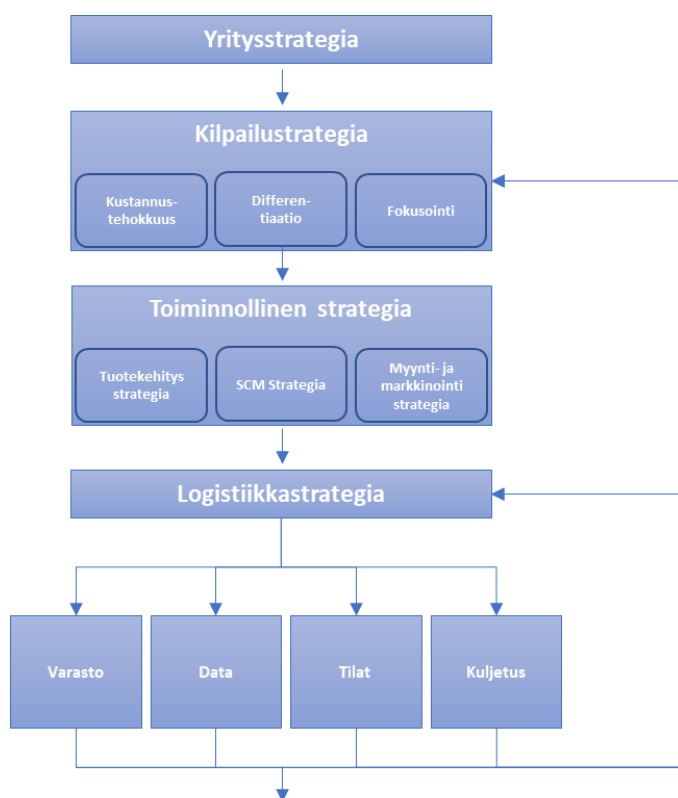 Yritysstrategia
Kilpailustrategia
Kustannus-
tehokkuus
Differen-
tiaatio
Fokusointi
Toiminnollinen strategia
Tuotekehitys
strategia
SCM Strategia
Myynti- ja
markkinointi
strategia
Logistiikkastrategia
Varasto
Data
Tilat
Kuljetus